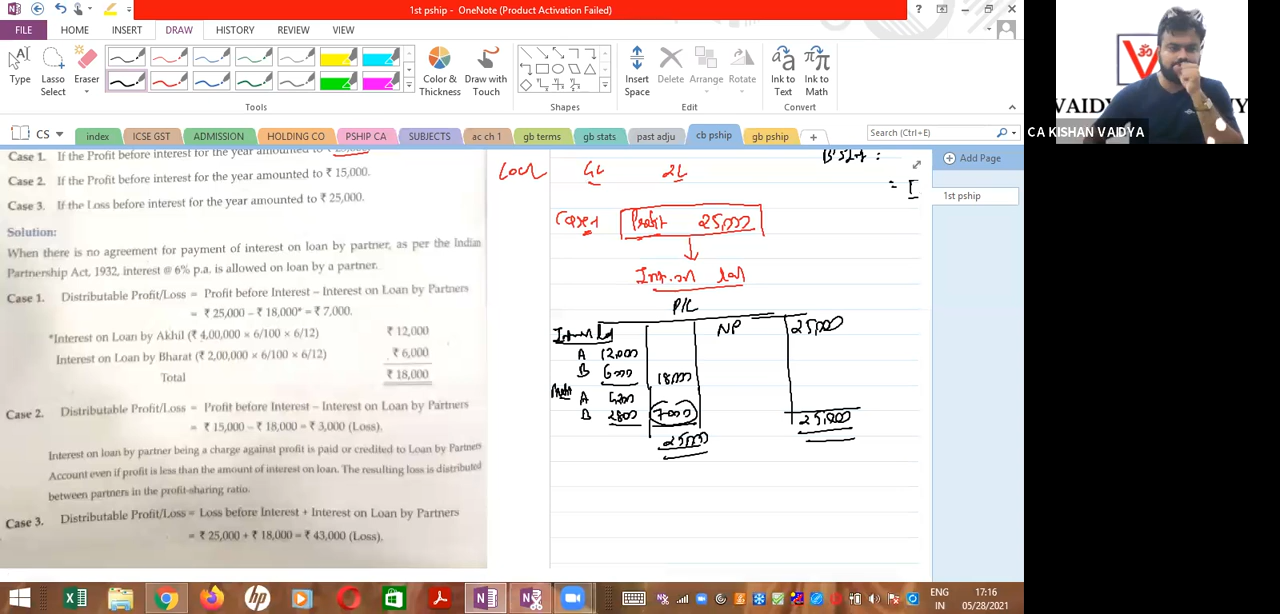 1st pship - OneNote (Product Activation Failed)
FILE HOME INSERT DRAW HISTORY REVIEW VIEW
Type
Lasso Select
Eraser
Color & Thickness
Draw with Touch
Insert Space
Delete
Arrange
Rotate
Ink to Text
Ink to Math
Tools
Shapes
Edit
Convert
CS index ICSE GST ADMISSION HOLDING CO PSHIP CA SUBJECTS ac ch 1 gb terms gb stats past adju cb pship gb pship
Search (Ctrl+E)
Add Page
1st pship
VAIDY
CA KISHAN VAIDYA
Case 1. If the Profit before interest for the year amounted to ₹ 25,000.
Case 2. If the Profit before interest for the year amounted to ₹ 15,000.
Case 3. If the Loss before interest for the year amounted to ₹ 25,000.
Solution:
When there is no agreement for payment of interest on loan by partner, as per the Indian
Partnership Act, 1932, interest @ 6% p.a. is allowed on loan by a partner.
Case 1. Distributable Profit/Loss = Profit before Interest – Interest on Loan by Partners
= ₹ 25,000 – ₹ 18,000* = ₹ 7,000.
*Interest on Loan by Akhil (₹ 4,00,000 × 6/100 × 6/12) ₹ 12,000
Interest on Loan by Bharat (₹ 2,00,000 × 6/100 × 6/12) ₹ 6,000
Total ₹ 18,000
Case 2. Distributable Profit/Loss = Profit before Interest – Interest on Loan by Partners
= ₹ 15,000 – ₹ 18,000 = ₹ 3,000 (Loss).
Interest on loan by partner being a charge against profit is paid or credited to Loan by Partners
Account even if profit is less than the amount of interest on loan. The resulting loss is distributed
between partners in the profit-sharing ratio.
Case 3. Distributable Profit/Loss = Loss before Interest + Interest on Loan by Partners
= ₹ 25,000 + ₹ 18,000 = ₹ 43,000 (Loss).
Loan 4L 2L
= [
Case 1 Profit 25,000
Int. on loan
P/L
NP 25,000
A 12,000
B 6000 18,000
Profit A
B 2800 7000
25,000 25,000
ENG
IN
17:16
05/28/2021